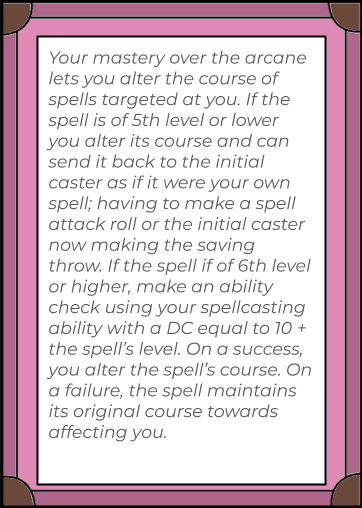 Your mastery over the arcane
lets you alter the course of
spells targeted at you. If the
spell is of 5th level or lower
you alter its course and can
send it back to the initial
caster as if it were your own
spell; having to make a spell
attack roll or the initial caster
now making the saving
throw. If the spell if of 6th level
or higher, make an ability
check using your spellcasting
ability with a DC equal to 10 +
the spell's level. On a success,
you alter the spell's course. On
a failure, the spell maintains
its original course towards
affecting you.